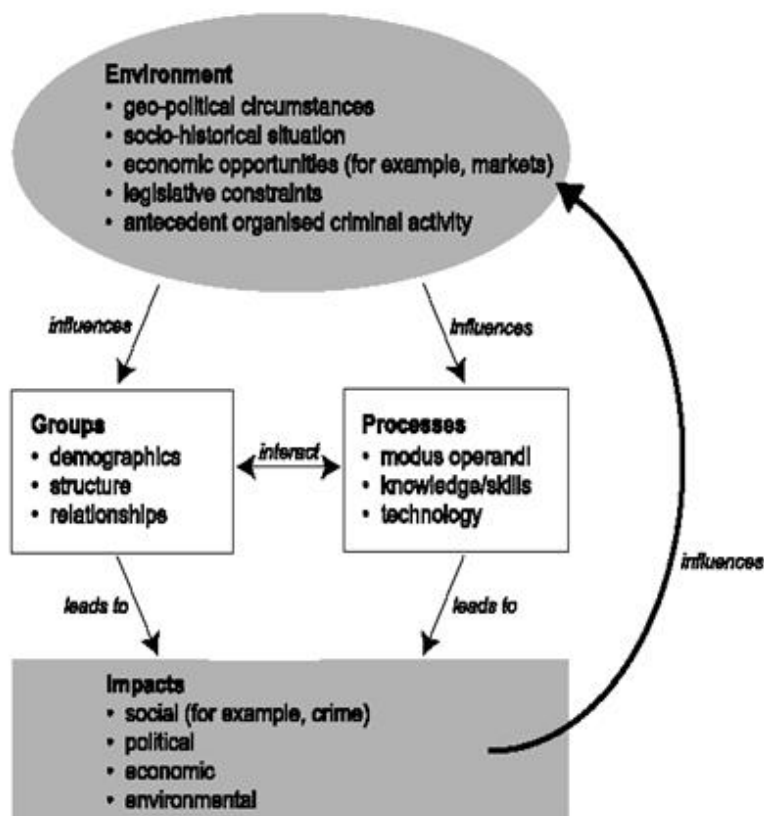 Environment
• geo-political circumstances
• socio-historical situation
• economic opportunities (for example, markets)
• legislative constraints
• antecedent organised criminal activity
influences
influences
Groups
• demographics
• structure
• relationships
interact
Processes
• modus operandi
• knowledge/skills
• technology
influences
leads to
leads to
Impacts
• social (for example, crime)
• political
• economic
• environmental